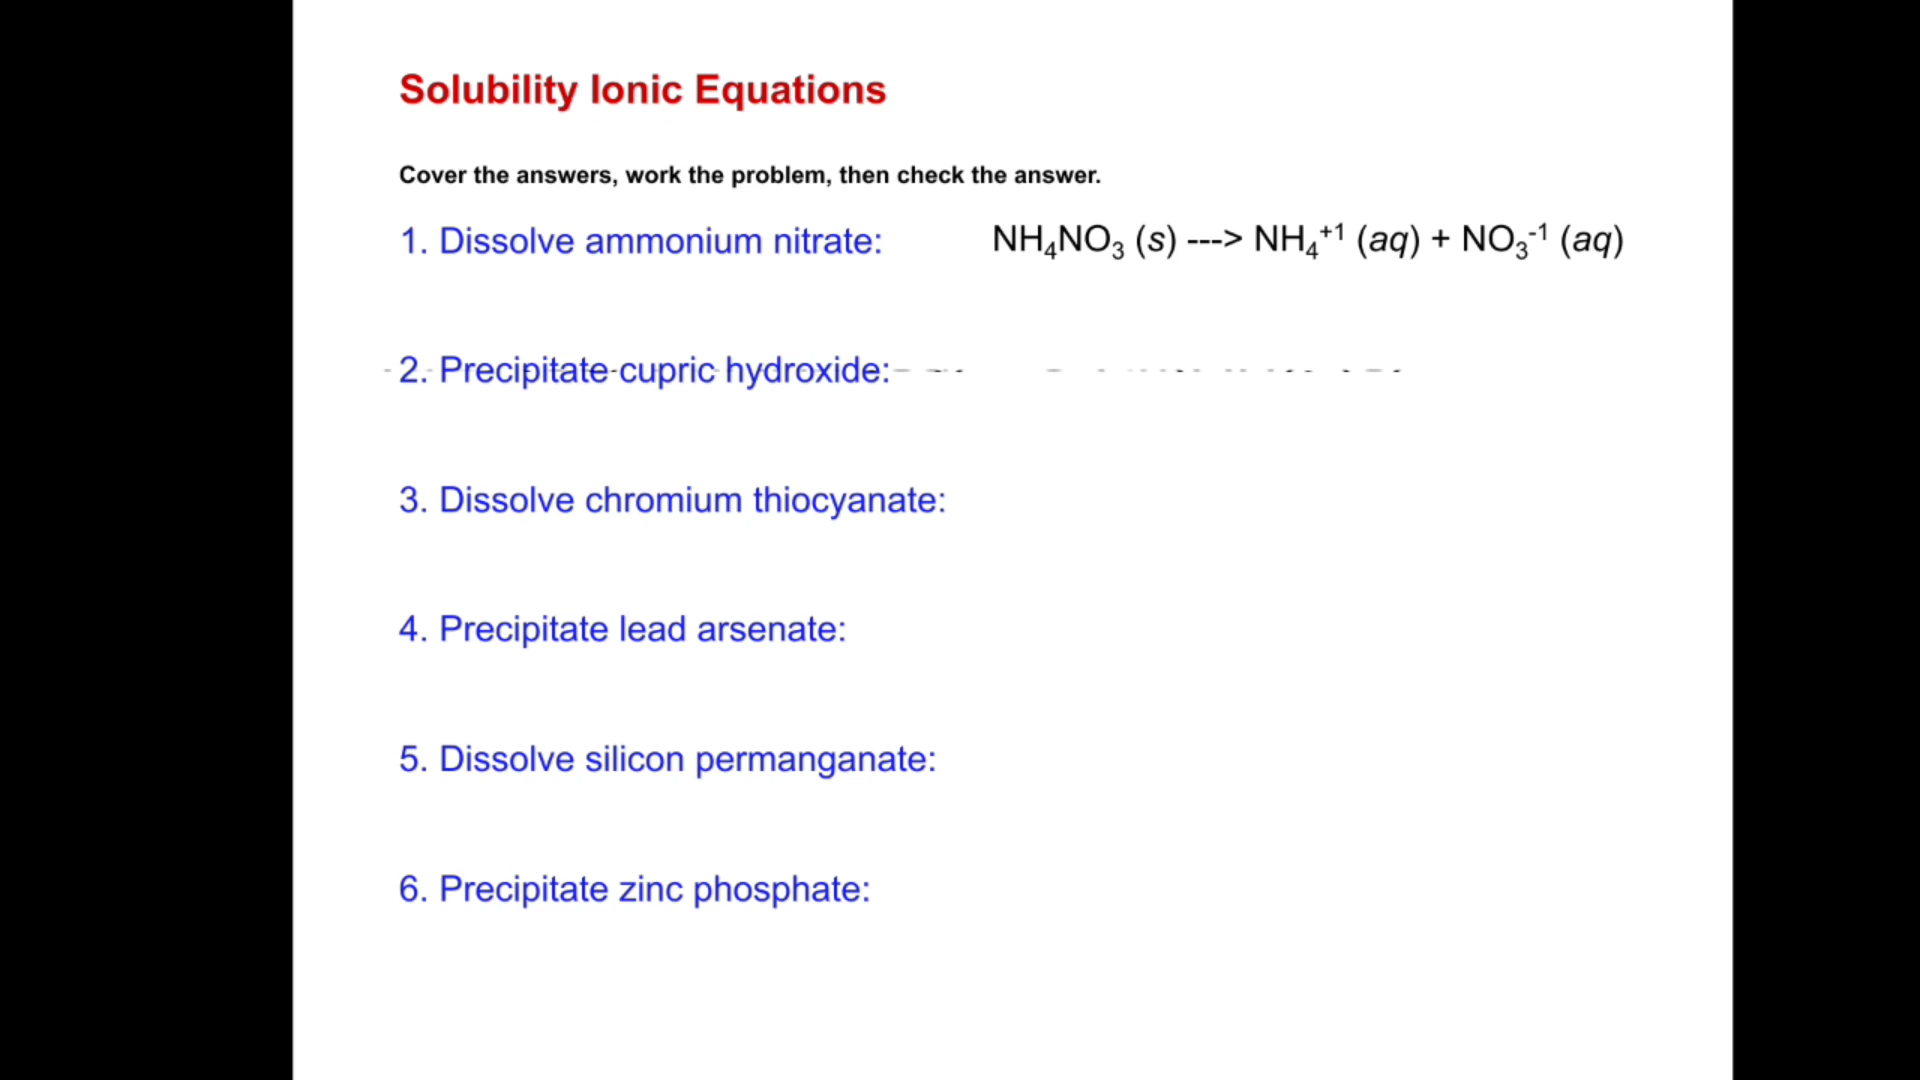 Solubility Ionic Equations
Cover the answers, work the problem, then check the answer.
1. Dissolve ammonium nitrate: NH₄NO₃ (s) ---> NH₄⁺¹ (aq) + NO₃⁻¹ (aq)
2. Precipitate cupric hydroxide:
3. Dissolve chromium thiocyanate:
4. Precipitate lead arsenate:
5. Dissolve silicon permanganate:
6. Precipitate zinc phosphate: